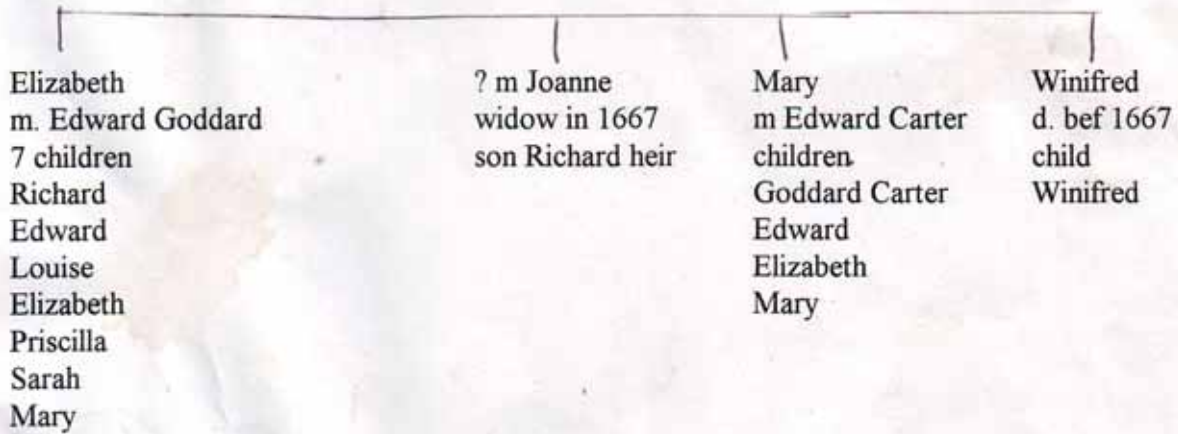 Elizabeth
m. Edward Goddard
7 children
Richard
Edward
Louise
Elizabeth
Priscilla
Sarah
Mary
? m Joanne
widow in 1667
son Richard heir
Mary
m Edward Carter
children
Goddard Carter
Edward
Elizabeth
Mary
Winifred
d. bef 1667
child
Winifred